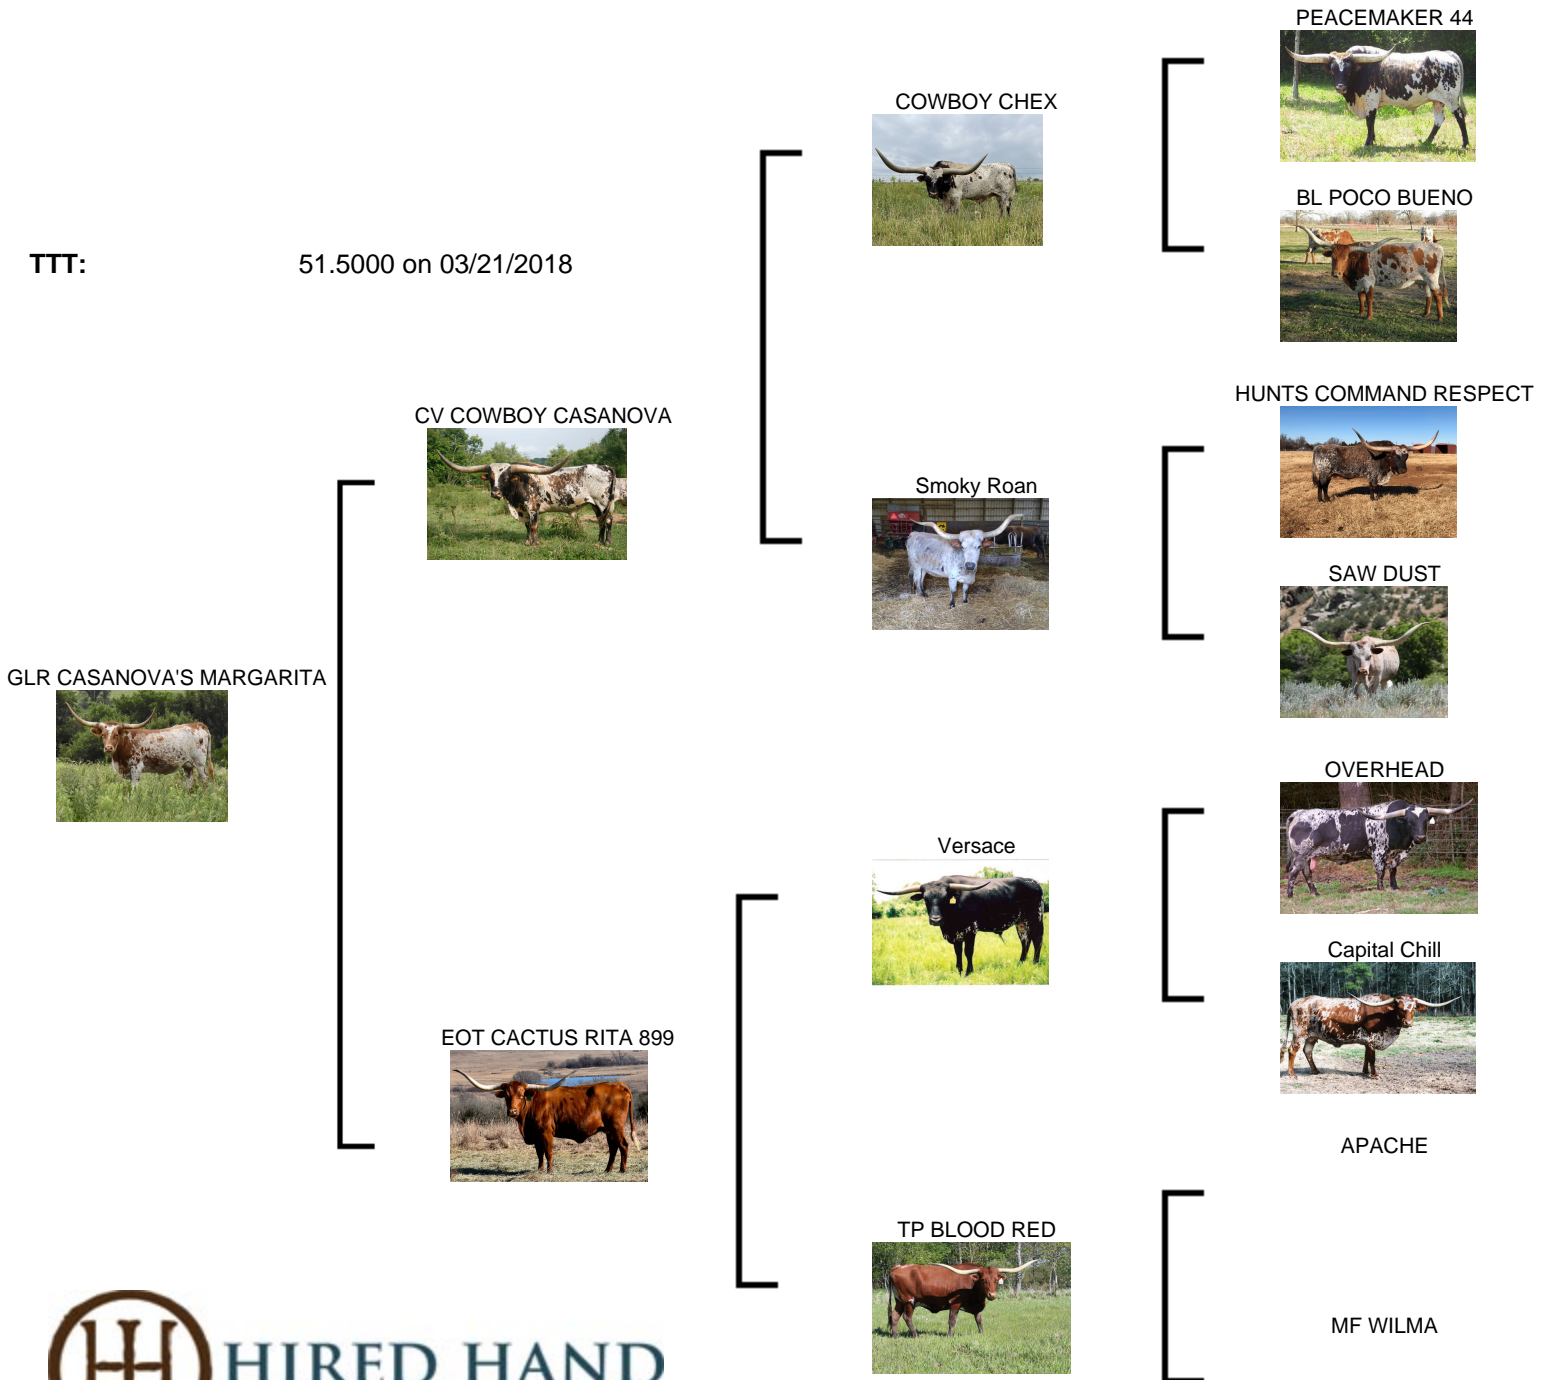 PEACEMAKER 44
COWBOY CHEX
BL POCO BUENO
TTT: 51.5000 on 03/21/2018
HUNTS COMMAND RESPECT
CV COWBOY CASANOVA
Smoky Roan
SAW DUST
GLR CASANOVA'S MARGARITA
OVERHEAD
Versace
Capital Chill
EOT CACTUS RITA 899
APACHE
TP BLOOD RED
MF WILMA
HIRED HAND